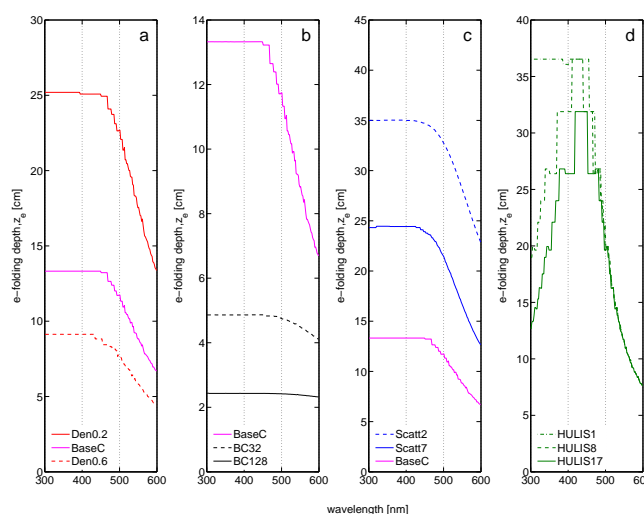 a
e−folding depth,z_e [cm]
30
25
20
15
10
5
0
300 400 500 600
Den0.2
BaseC
Den0.6
b
e−folding depth,z_e [cm]
14
12
10
8
6
4
2
0
300 400 500 600
BaseC
BC32
BC128
c
e−folding depth,z_e [cm]
45
40
35
30
25
20
15
10
5
0
300 400 500 600
Scatt2
Scatt7
BaseC
d
e−folding depth,z_e [cm]
40
35
30
25
20
15
10
5
0
300 400 500 600
HULIS1
HULIS8
HULIS17
wavelength [nm]